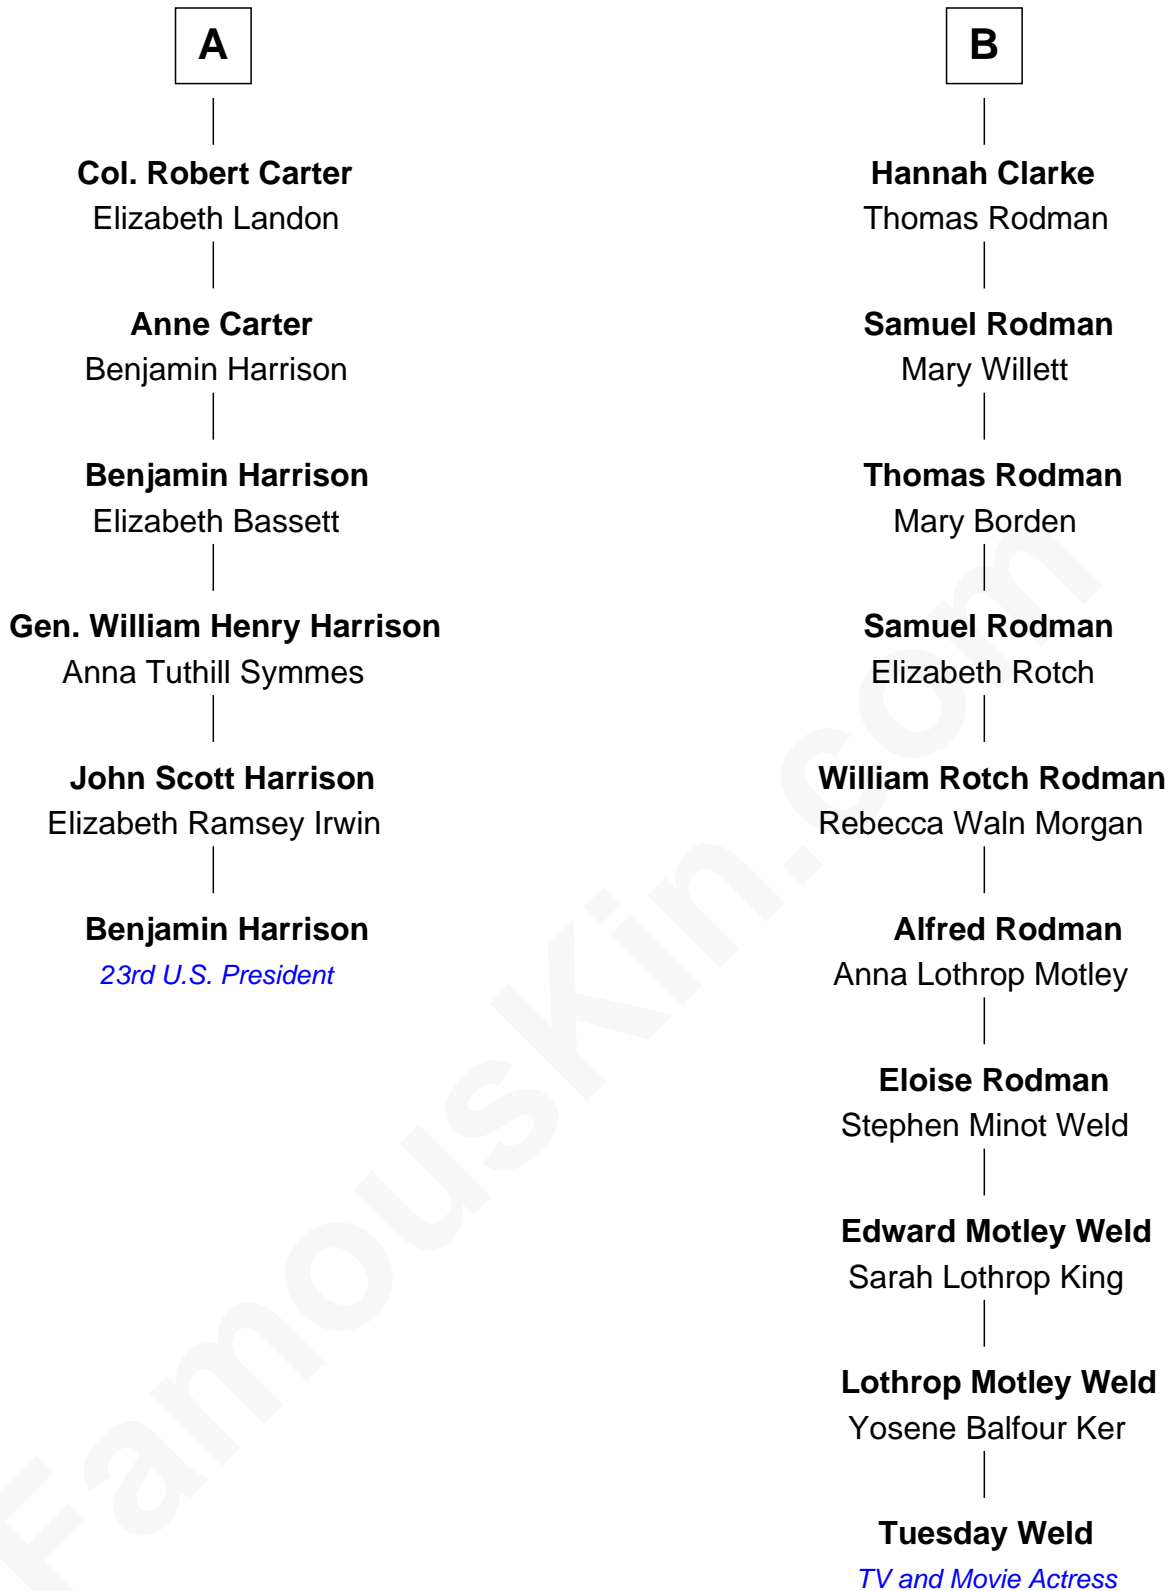 A
Col. Robert Carter
Elizabeth Landon
Anne Carter
Benjamin Harrison
Benjamin Harrison
Elizabeth Bassett
Gen. William Henry Harrison
Anna Tuthill Symmes
John Scott Harrison
Elizabeth Ramsey Irwin
Benjamin Harrison
23rd U.S. President
B
Hannah Clarke
Thomas Rodman
Samuel Rodman
Mary Willett
Thomas Rodman
Mary Borden
Samuel Rodman
Elizabeth Rotch
William Rotch Rodman
Rebecca Waln Morgan
Alfred Rodman
Anna Lothrop Motley
Eloise Rodman
Stephen Minot Weld
Edward Motley Weld
Sarah Lothrop King
Lothrop Motley Weld
Yosene Balfour Ker
Tuesday Weld
TV and Movie Actress
FamousKin.com